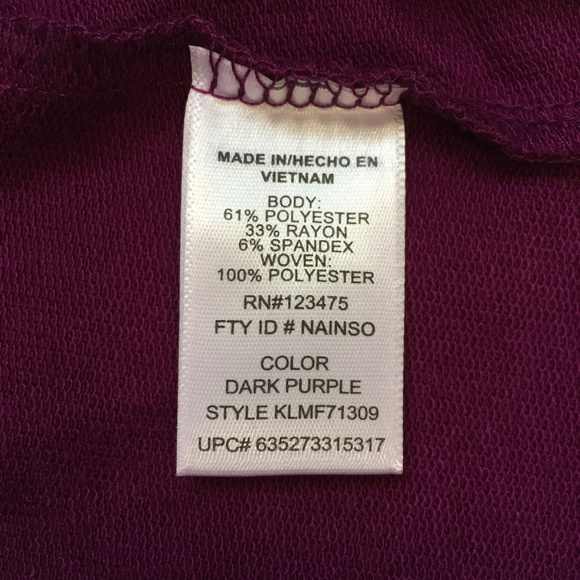 MADE IN/HECHO EN
VIETNAM
BODY:
61% POLYESTER
33% RAYON
6% SPANDEX
WOVEN:
100% POLYESTER
RN#123475
FTY ID # NAINSO
COLOR
DARK PURPLE
STYLE KLMF71309
UPC# 635273315317